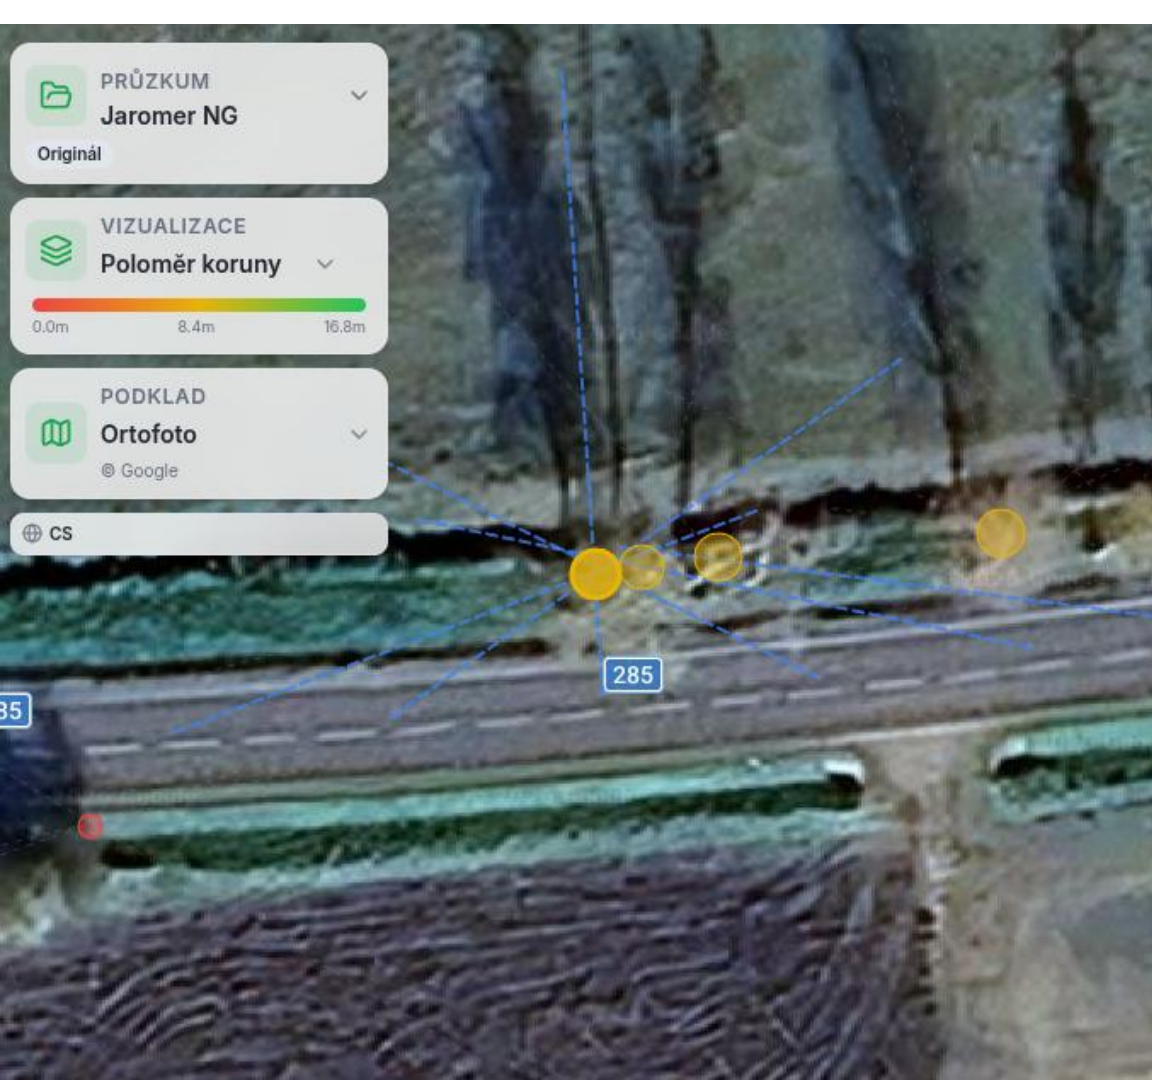 PRŮZKUM
Jaromer NG
Originál
VIZUALIZACE
Poloměr koruny
0.0m 8.4m 16.8m
PODKLAD
Ortofoto
© Google
CS
285
35